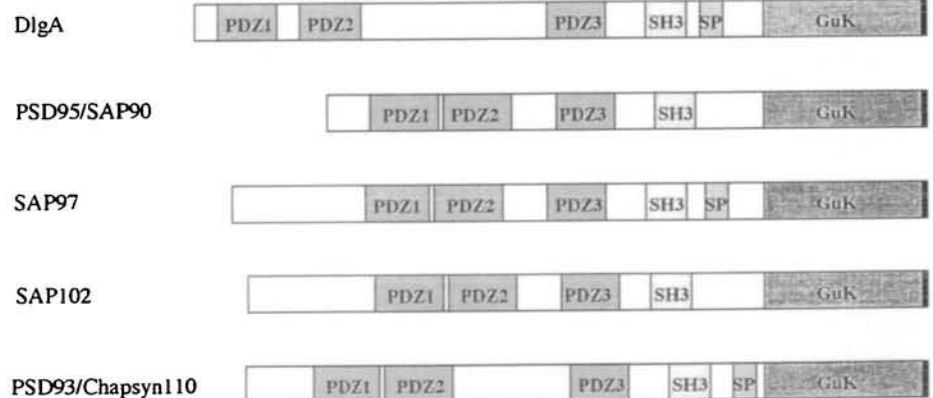 DlgA PDZ1 PDZ2 PDZ3 SH3 SP GuK
PSD95/SAP90 PDZ1 PDZ2 PDZ3 SH3 GuK
SAP97 PDZ1 PDZ2 PDZ3 SH3 SP GuK
SAP102 PDZ1 PDZ2 PDZ3 SH3 GuK
PSD93/Chapsyn110 PDZ1 PDZ2 PDZ3 SH3 SP GuK